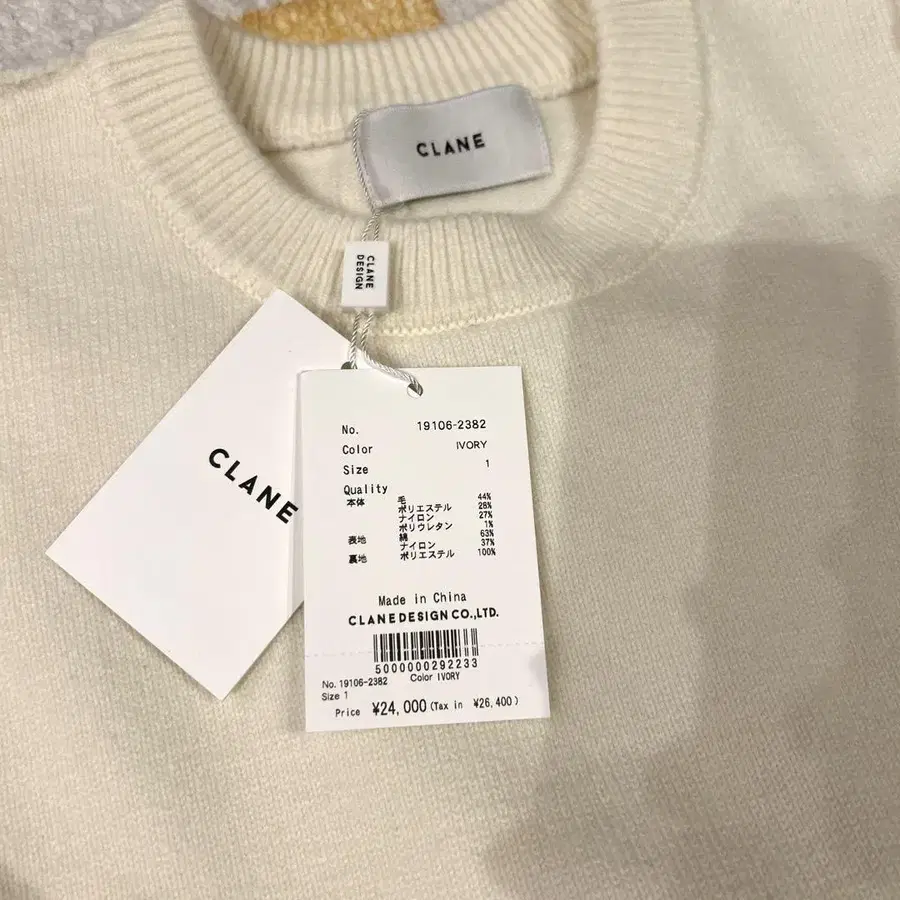 CLANE
CLANE
DESIGN
CLANE
No. 19106-2382
Color IVORY
Size 1
Quality
本体 毛 44%
ポリエステル 28%
ナイロン 27%
ポリウレタン 1%
表地 綿 63%
ナイロン 37%
裏地 ポリエステル 100%
Made in China
CLANE DESIGN CO.,LTD.
5000000292233
No. 19106-2382 Color IVORY
Size 1
Price ¥24,000 (Tax in ¥26,400)